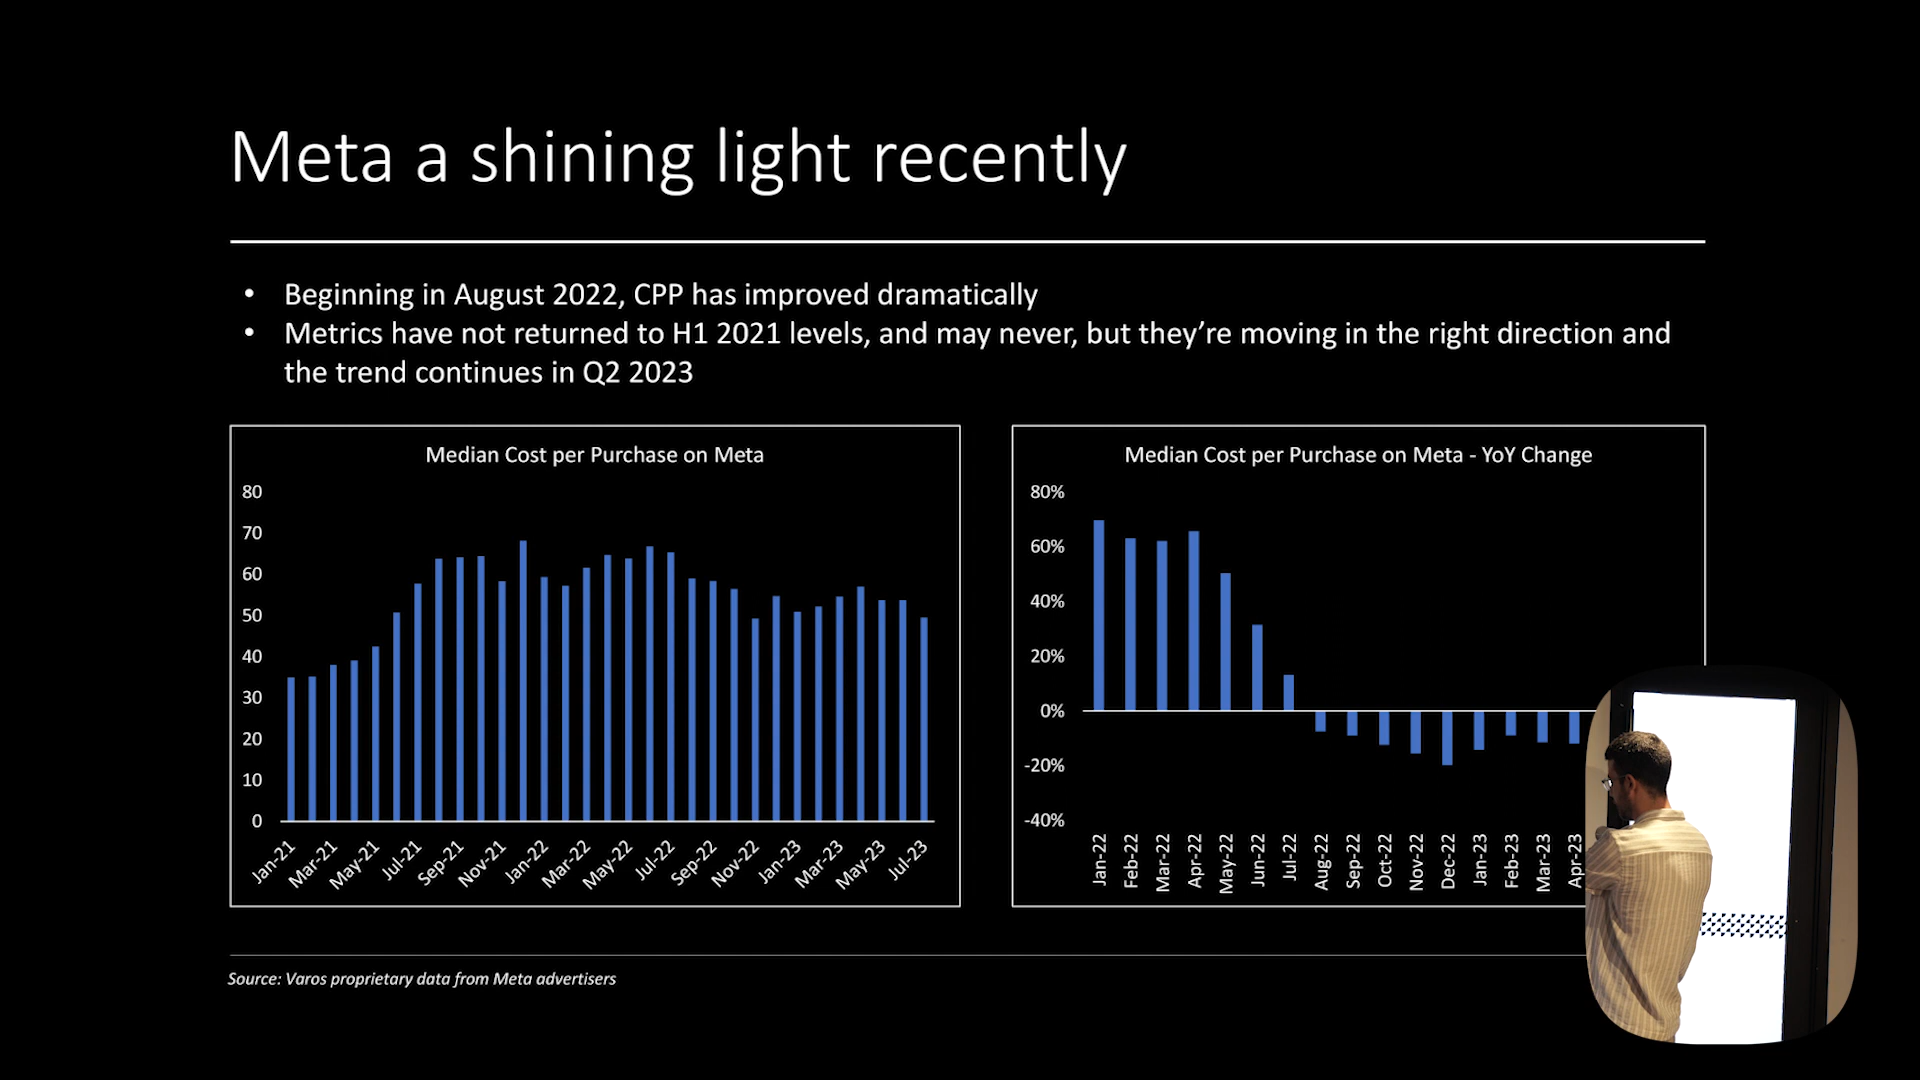 Meta a shining light recently
• Beginning in August 2022, CPP has improved dramatically
• Metrics have not returned to H1 2021 levels, and may never, but they’re moving in the right direction and
the trend continues in Q2 2023
Median Cost per Purchase on Meta
80
70
60
50
40
30
20
10
0
Jan-21 Mar-21 May-21 Jul-21 Sep-21 Nov-21 Jan-22 Mar-22 May-22 Jul-22 Sep-22 Nov-22 Jan-23 Mar-23 May-23 Jul-23
Median Cost per Purchase on Meta - YoY Change
80%
60%
40%
20%
0%
-20%
-40%
Jan-22 Feb-22 Mar-22 Apr-22 May-22 Jun-22 Jul-22 Aug-22 Sep-22 Oct-22 Nov-22 Dec-22 Jan-23 Feb-23 Mar-23 Apr-23
Source: Varos proprietary data from Meta advertisers